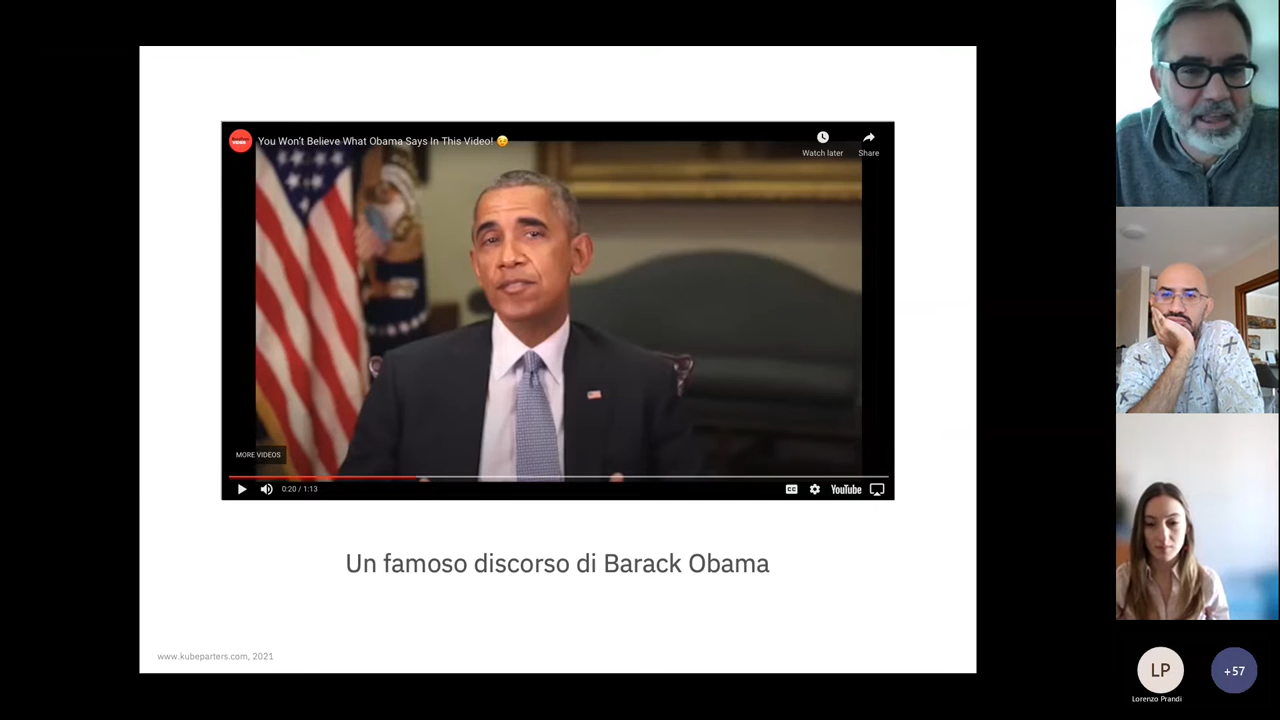 You Won't Believe What Obama Says In This Video! 😉
Watch later
Share
MORE VIDEOS
0:20 / 1:13
CC
YouTube
Un famoso discorso di Barack Obama
www.kubeparters.com, 2021
LP
+57
Lorenzo Prandi